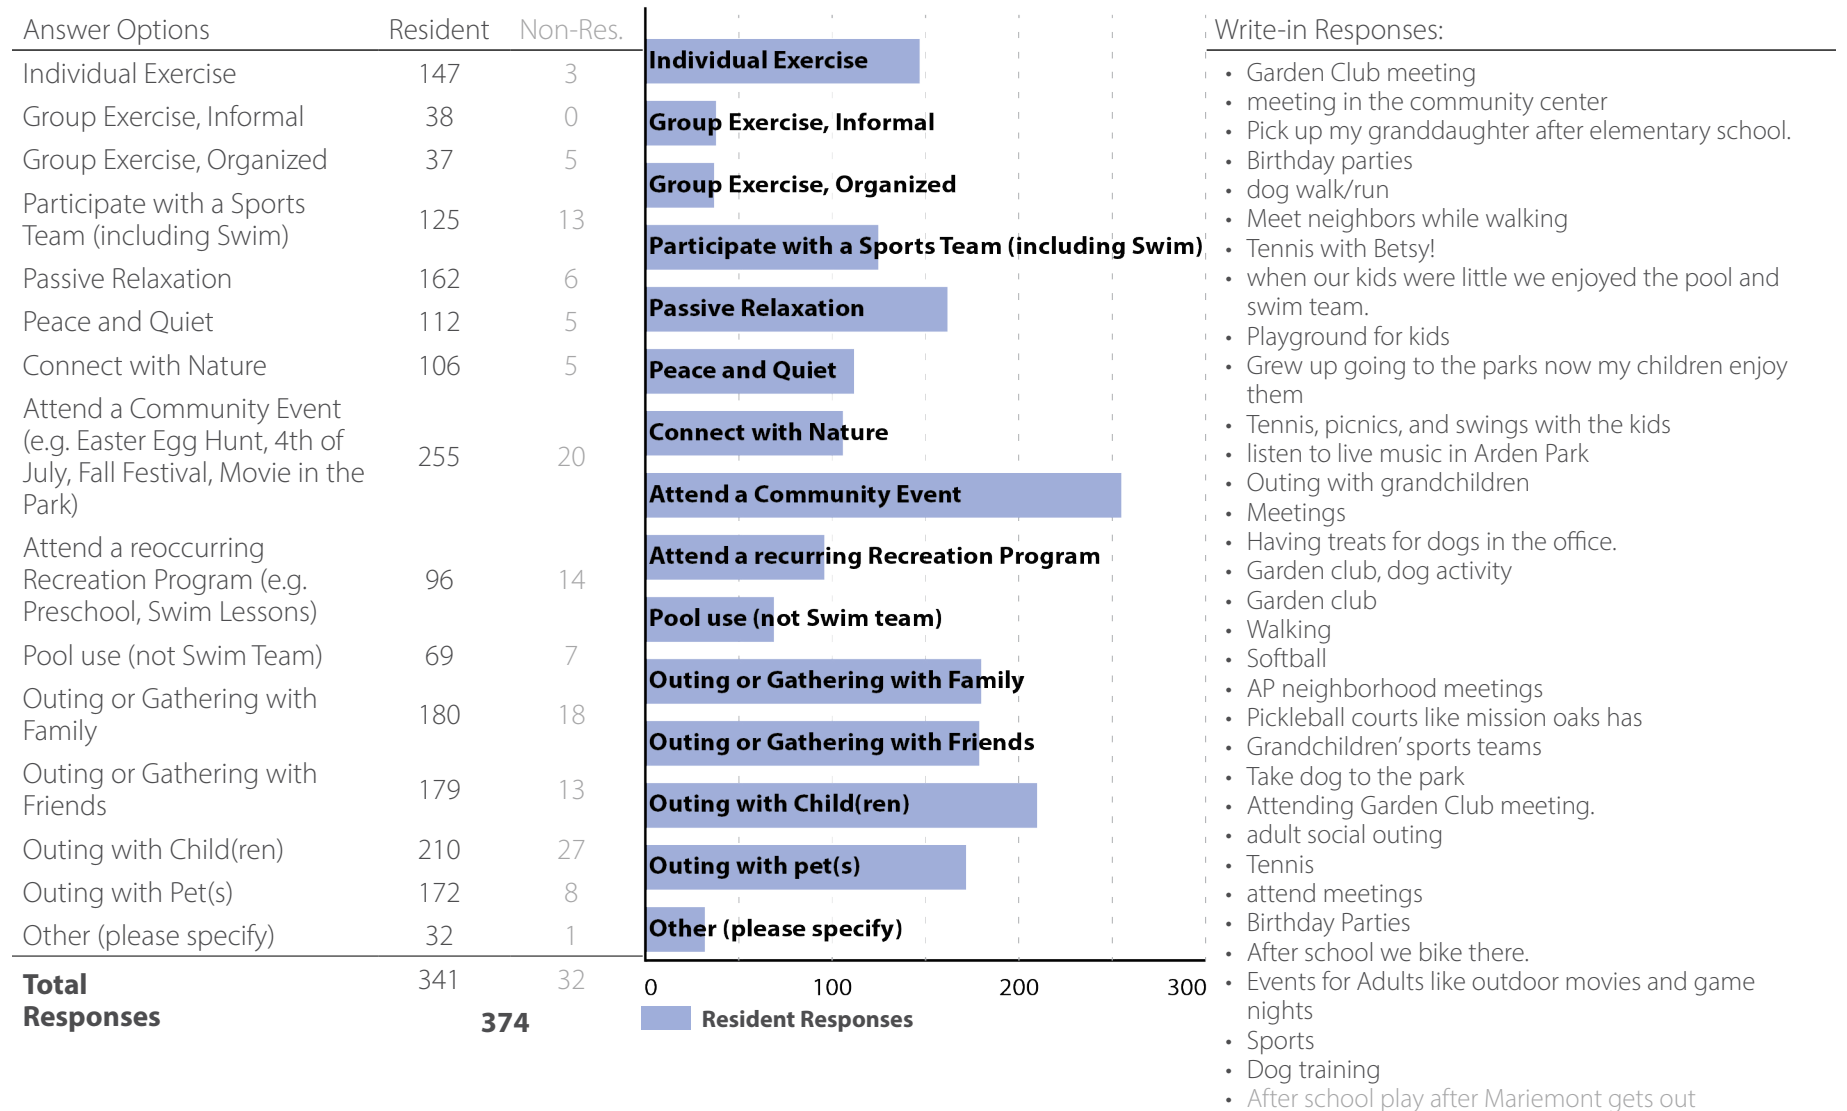 Answer Options Resident Non-Res.
Individual Exercise 147 3
Group Exercise, Informal 38 0
Group Exercise, Organized 37 5
Participate with a Sports
Team (including Swim) 125 13
Passive Relaxation 162 6
Peace and Quiet 112 5
Connect with Nature 106 5
Attend a Community Event
(e.g. Easter Egg Hunt, 4th of
July, Fall Festival, Movie in the
Park) 255 20
Attend a reoccurring
Recreation Program (e.g.
Preschool, Swim Lessons) 96 14
Pool use (not Swim Team) 69 7
Outing or Gathering with
Family 180 18
Outing or Gathering with
Friends 179 13
Outing with Child(ren) 210 27
Outing with Pet(s) 172 8
Other (please specify) 32 1
Total
Responses 341 32
374
Individual Exercise
Group Exercise, Informal
Group Exercise, Organized
Participate with a Sports Team (including Swim)
Passive Relaxation
Peace and Quiet
Connect with Nature
Attend a Community Event
Attend a recurring Recreation Program
Pool use (not Swim team)
Outing or Gathering with Family
Outing or Gathering with Friends
Outing with Child(ren)
Outing with pet(s)
Other (please specify)
0 100 200 300
Resident Responses
Write-in Responses:
• Garden Club meeting
• meeting in the community center
• Pick up my granddaughter after elementary school.
• Birthday parties
• dog walk/run
• Meet neighbors while walking
• Tennis with Betsy!
• when our kids were little we enjoyed the pool and
swim team.
• Playground for kids
• Grew up going to the parks now my children enjoy
them
• Tennis, picnics, and swings with the kids
• listen to live music in Arden Park
• Outing with grandchildren
• Meetings
• Having treats for dogs in the office.
• Garden club, dog activity
• Garden club
• Walking
• Softball
• AP neighborhood meetings
• Pickleball courts like mission oaks has
• Grandchildren’ sports teams
• Take dog to the park
• Attending Garden Club meeting.
• adult social outing
• Tennis
• attend meetings
• Birthday Parties
• After school we bike there.
• Events for Adults like outdoor movies and game
nights
• Sports
• Dog training
• After school play after Mariemont gets out